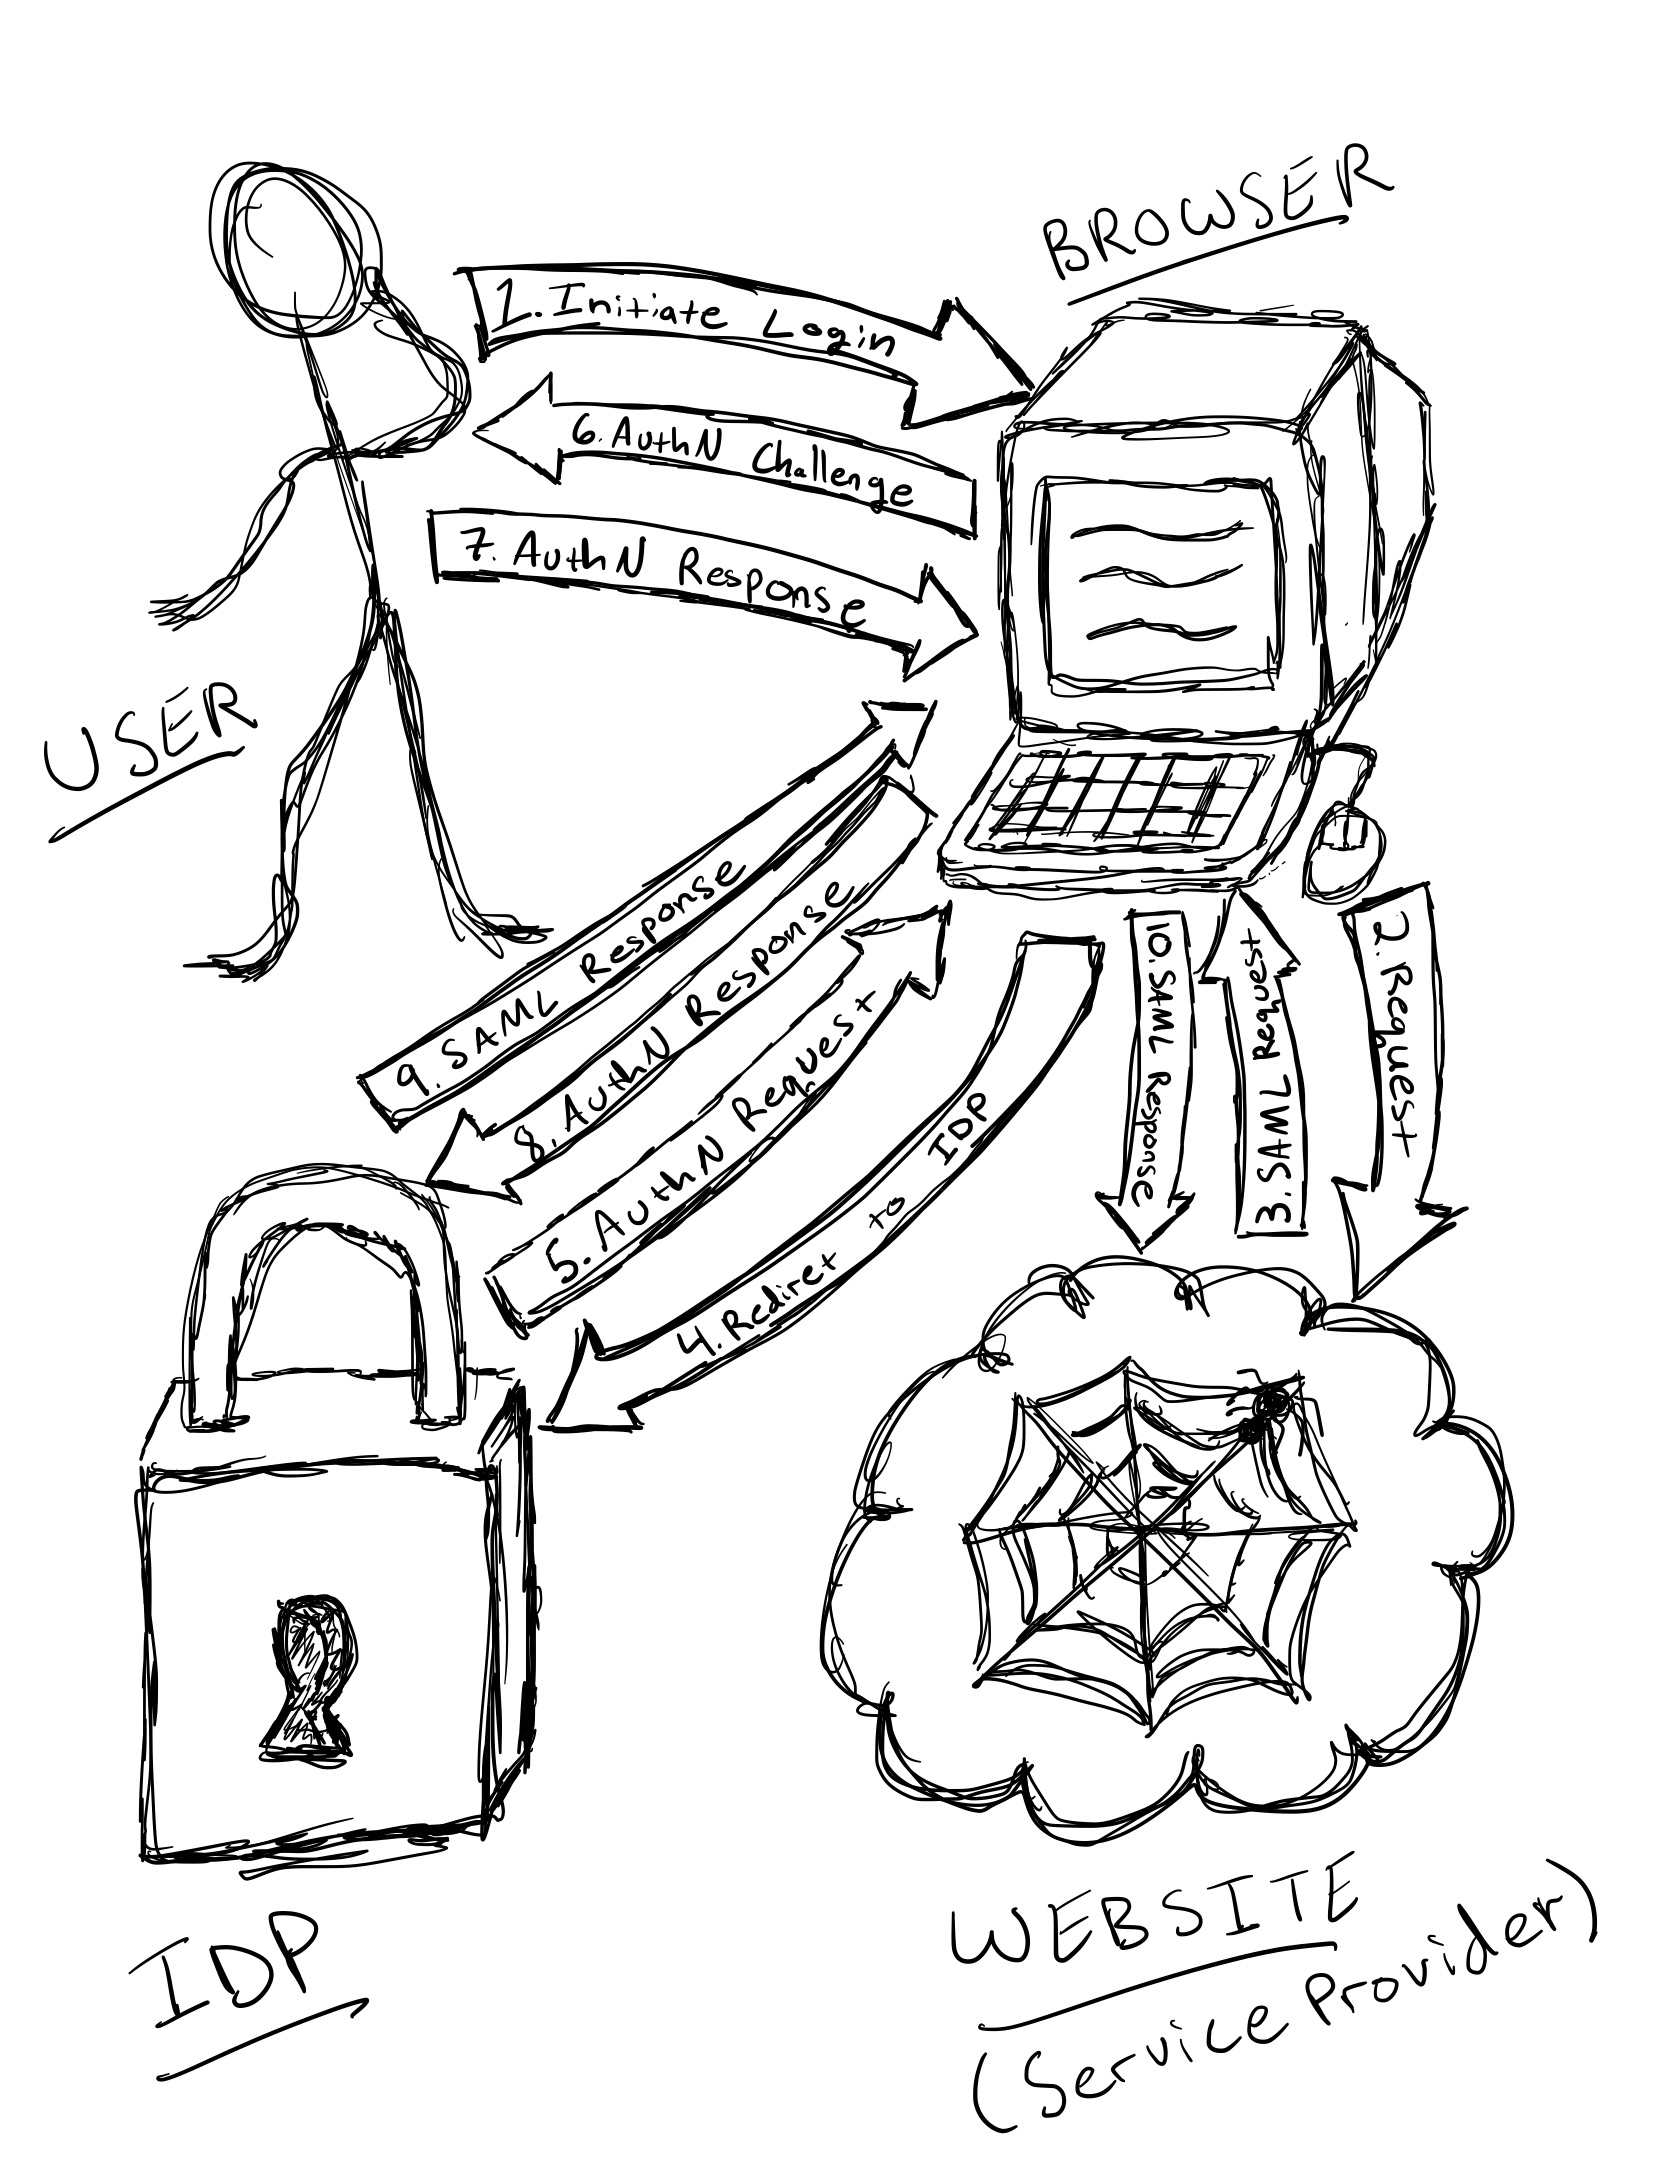 BROWSER
1. Initiate Login
6. AuthN Challenge
7. AuthN Response
USER
9. SAML Response
8. AuthN Response
5. AuthN Request
4. Rediret to IDP
10. SAML Response
3. SAML Request
2. Request
IDP
WEBSITE
(Service Provider)